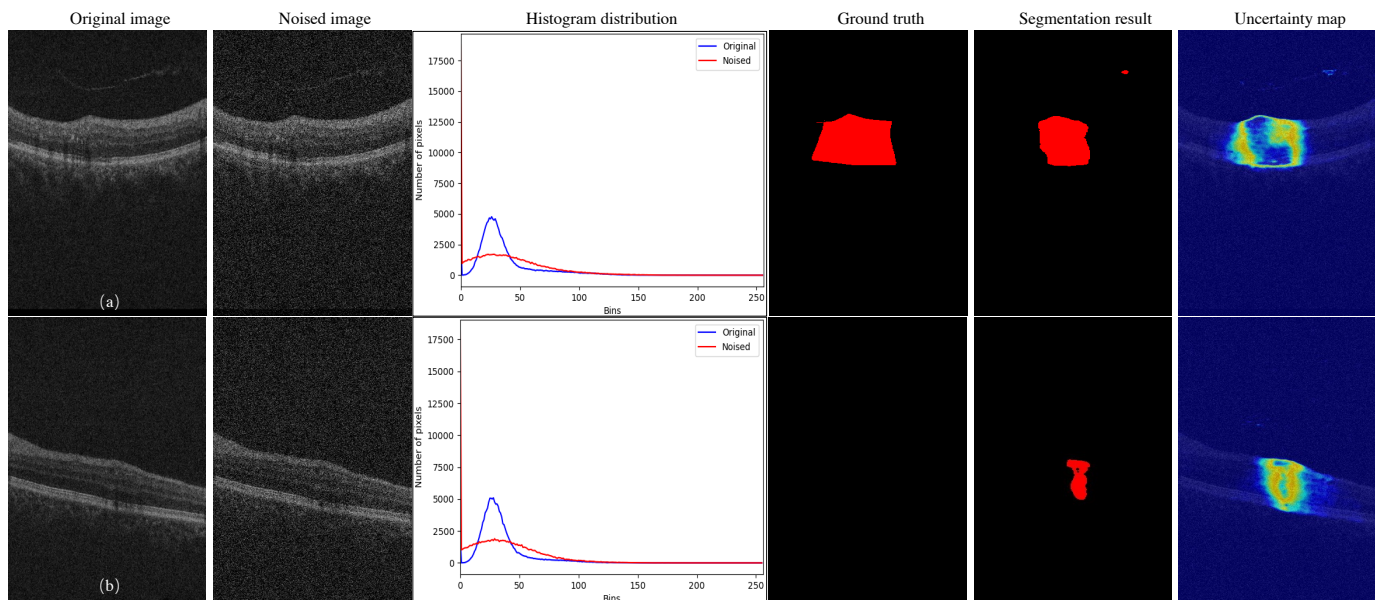 Original image Noised image Histogram distribution Ground truth Segmentation result Uncertainty map
(a)
Number of pixels
17500
15000
12500
10000
7500
5000
2500
0
0 50 100 150 200 250
Bins
Original
Noised
(b)
Number of pixels
17500
15000
12500
10000
7500
5000
2500
0
0 50 100 150 200 250
Bins
Original
Noised